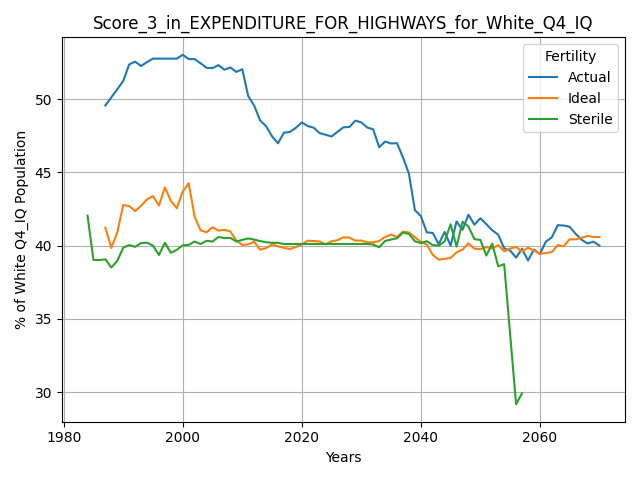 Score_3_in_EXPENDITURE_FOR_HIGHWAYS_for_White_Q4_IQ
Fertility
Actual
Ideal
Sterile
% of White Q4_IQ Population
50
45
40
35
30
1980
2000
2020
2040
2060
Years